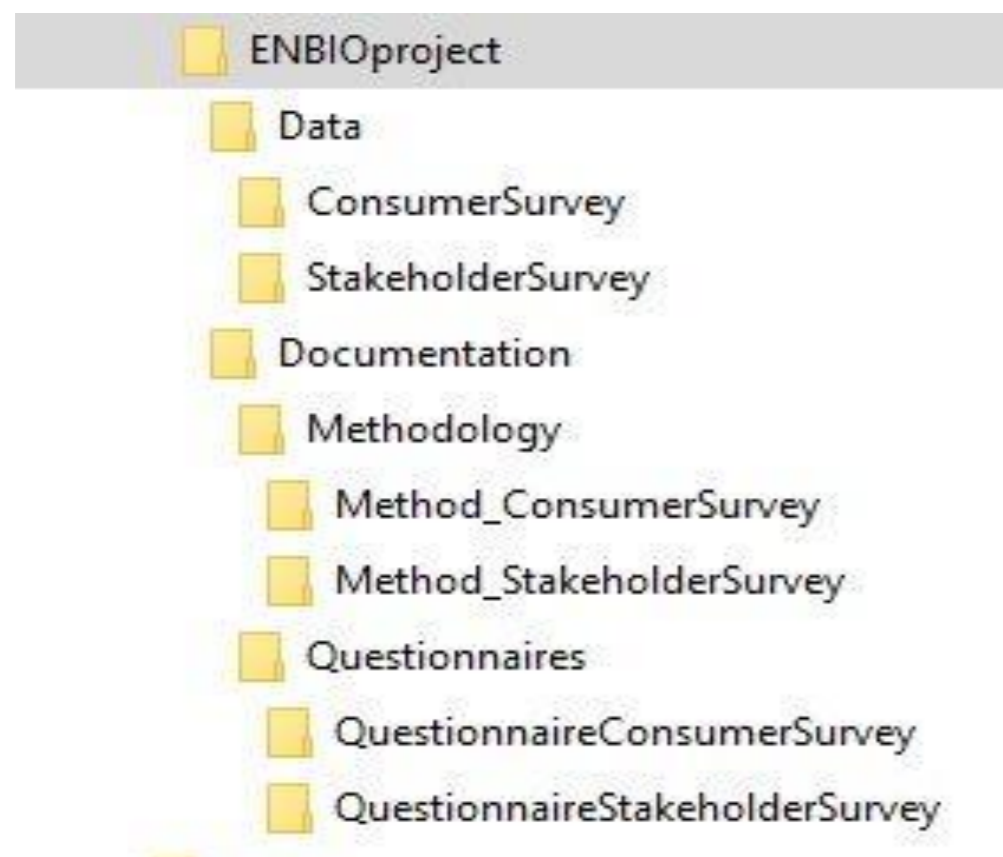 ENBIOproject
Data
ConsumerSurvey
StakeholderSurvey
Documentation
Methodology
Method_ConsumerSurvey
Method_StakeholderSurvey
Questionnaires
QuestionnaireConsumerSurvey
QuestionnaireStakeholderSurvey